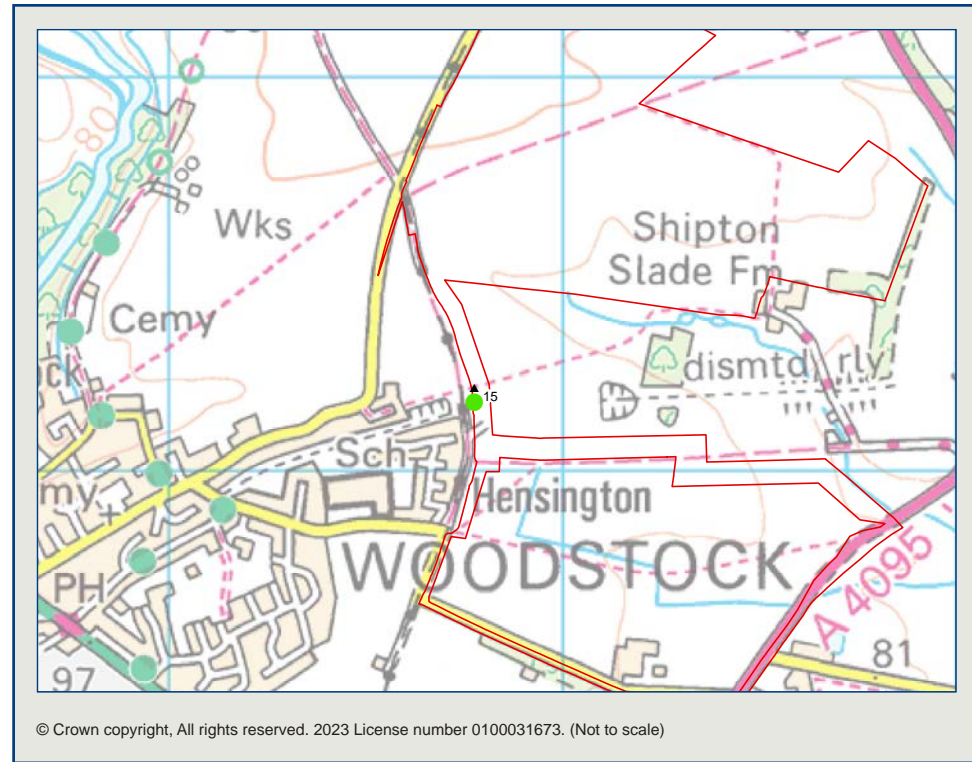 Wks
Shipton
Slade Fm
80
Cemy
ock
dismtd rly
15
Sch
my
Hensington
WOODSTOCK
PH
A 4095
97
81
© Crown copyright, All rights reserved. 2023 License number 0100031673. (Not to scale)